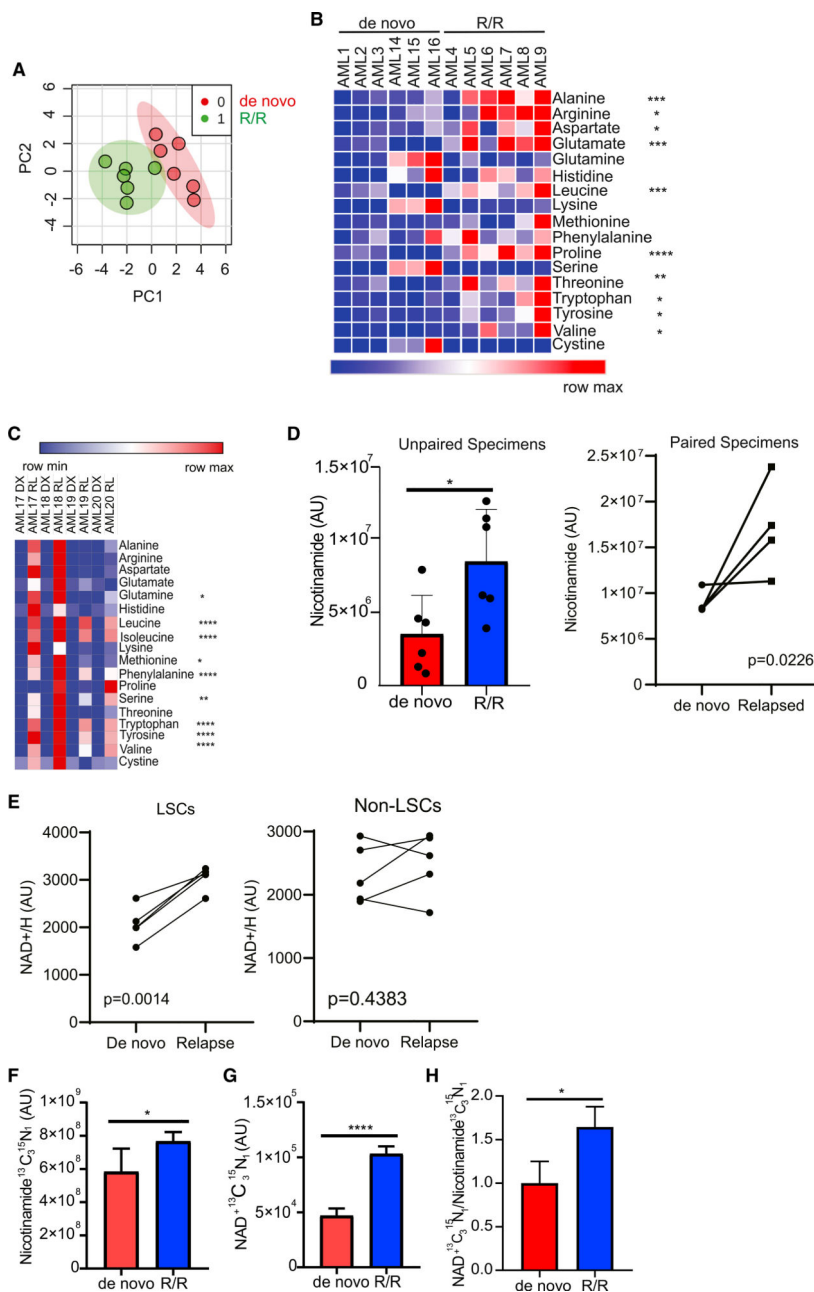 A
6
4
2
0
-2
-4
PC2
-6 -4 -2 0 2 4 6
PC1
0 de novo
1 R/R
B
de novo R/R
AML1 AML2 AML3 AML14 AML15 AML16 AML4 AML5 AML6 AML7 AML8 AML9
Alanine ***
Arginine *
Aspartate *
Glutamate ***
Glutamine
Histidine
Leucine ***
Lysine
Methionine
Phenylalanine
Proline ****
Serine
Threonine **
Tryptophan *
Tyrosine *
Valine *
Cystine
row max
C
row min row max
AML17 DX AML17 RL AML18 DX AML18 RL AML19 DX AML19 RL AML20 DX AML20 RL
Alanine
Arginine
Aspartate
Glutamate
Glutamine *
Histidine
Leucine ****
Isoleucine ****
Lysine
Methionine *
Phenylalanine ****
Proline
Serine **
Threonine
Tryptophan ****
Tyrosine ****
Valine ****
Cystine
D
Unpaired Specimens
Nicotinamide (AU)
1.5×10⁷
1×10⁷
5×10⁶
0
*
de novo R/R
Paired Specimens
Nicotinamide (AU)
2.5×10⁷
2×10⁷
1.5×10⁷
1×10⁷
5×10⁶
0
p=0.0226
de novo Relapsed
E
LSCs
NAD+/H (AU)
4000
3000
2000
1000
0
p=0.0014
De novo Relapse
Non-LSCs
NAD+/H (AU)
3000
2000
1000
0
p=0.4383
De novo Relapse
F
Nicotinamide¹³C₃¹⁵N₁ (AU)
1×10⁹
8×10⁸
6×10⁸
4×10⁸
2×10⁸
0
*
de novo R/R
G
NAD⁺¹³C₃¹⁵N₁(AU)
1.5×10⁵
1×10⁵
5×10⁴
0
****
de novo R/R
H
NAD⁺¹³C₃¹⁵N₁/Nicotinamide¹³C₃¹⁵N₁
2.0
1.5
1.0
0.5
0.0
*
de novo R/R